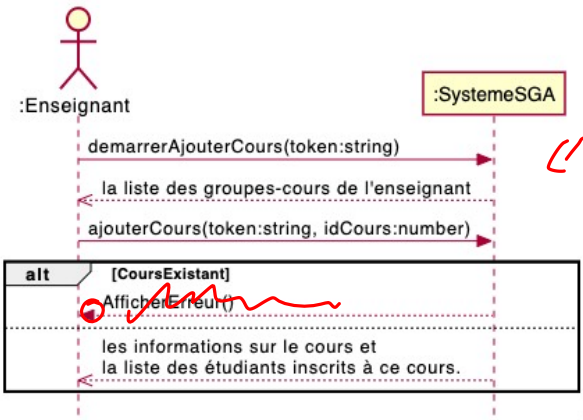 :Enseignant
:SystemeSGA
demarrerAjouterCours(token:string)
la liste des groupes-cours de l'enseignant
ajouterCours(token:string, idCours:number)
alt [CoursExistant]
AfficherErreur()
les informations sur le cours et
la liste des étudiants inscrits à ce cours.